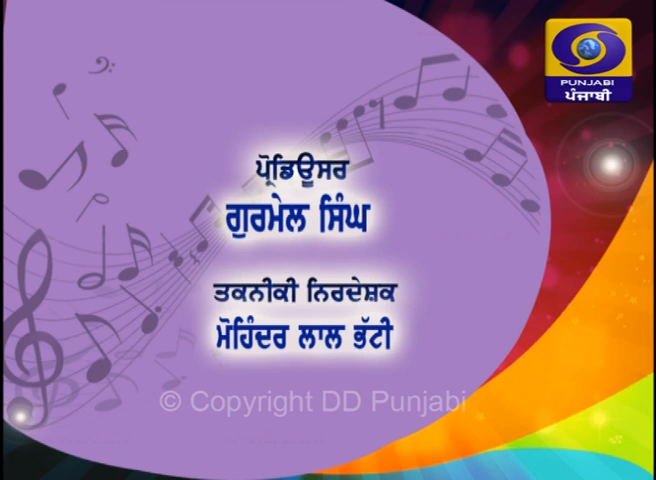 PUNJABI
ਪੰਜਾਬੀ
ਪ੍ਰੋਡਿਊਸਰ
ਗੁਰਮੇਲ ਸਿੰਘ
ਤਕਨੀਕੀ ਨਿਰਦੇਸ਼ਕ
ਮੋਹਿੰਦਰ ਲਾਲ ਭੱਟੀ
© Copyright DD Punjabi